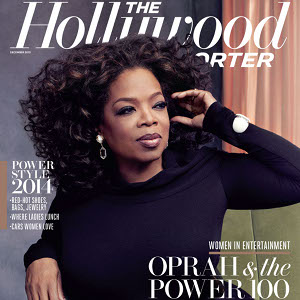 THE
Hollywood
RTER
POWER
STYLE
2014
•RED-HOT SHOES,
BAGS, JEWELRY
•WHERE LADIES LUNCH
•CARS WOMEN LOVE
WOMEN IN ENTERTAINMENT
OPRAH & the
POWER 100